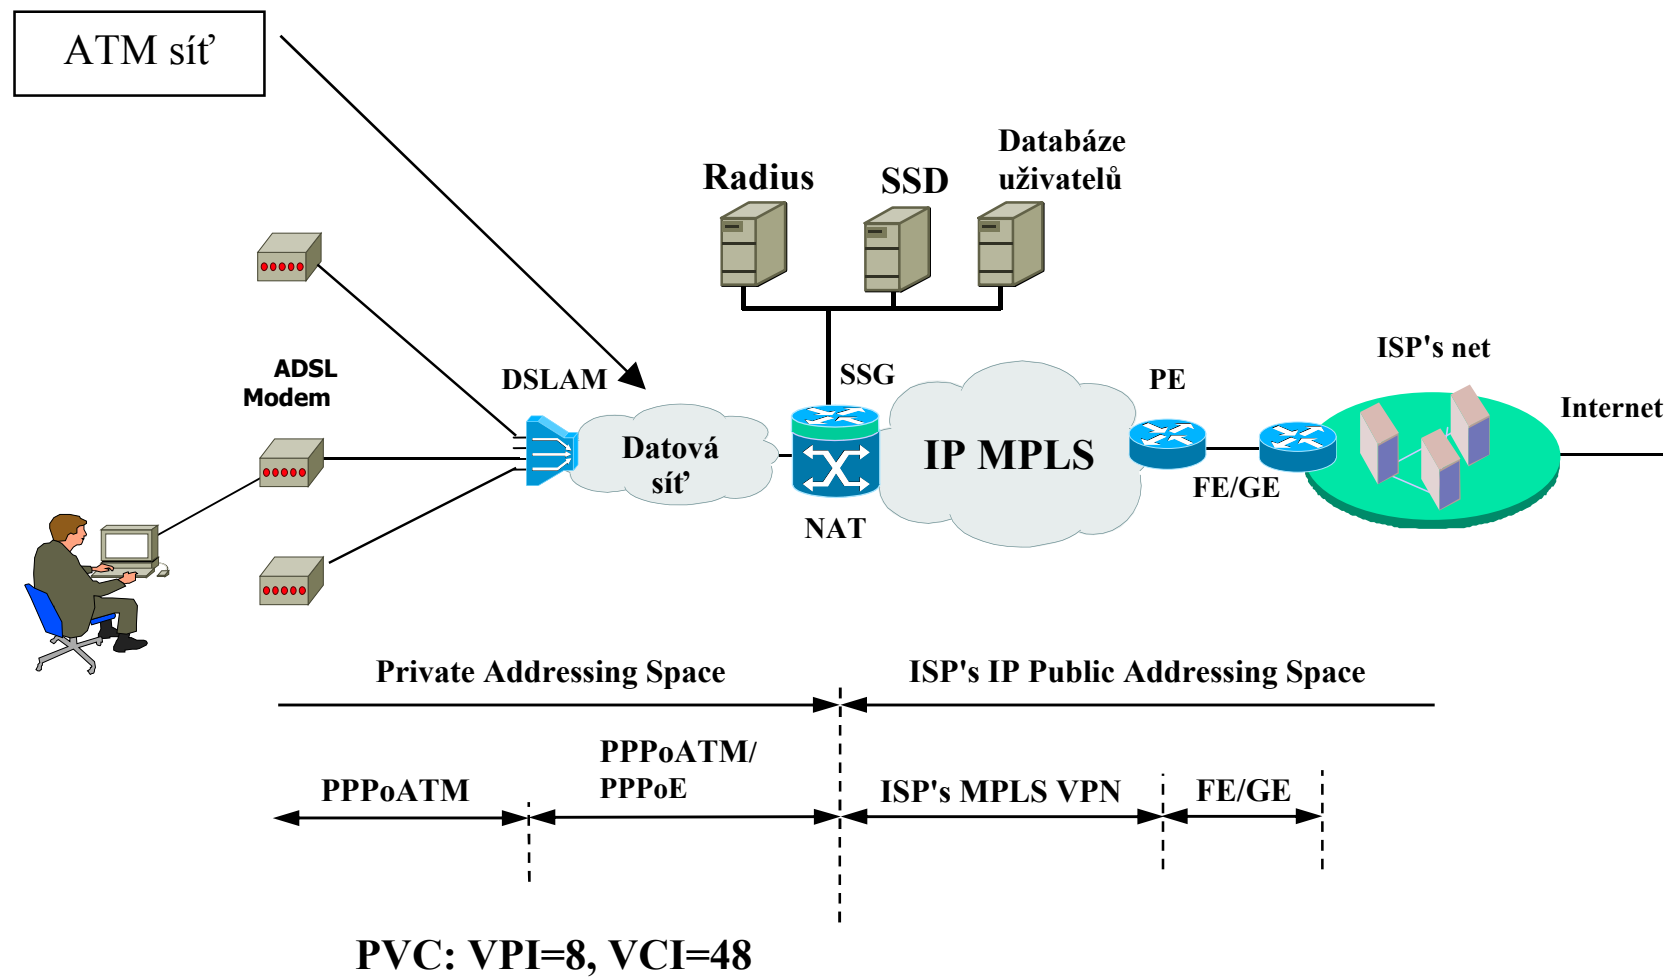 ATM síť
Databáze
uživatelů
Radius
SSD
ISP's net
ADSL
Modem
DSLAM
SSG
PE
Internet
Datová
síť
IP MPLS
FE/GE
NAT
Private Addressing Space
ISP's IP Public Addressing Space
PPPoATM
PPPoATM/
PPPoE
ISP's MPLS VPN
FE/GE
PVC: VPI=8, VCI=48